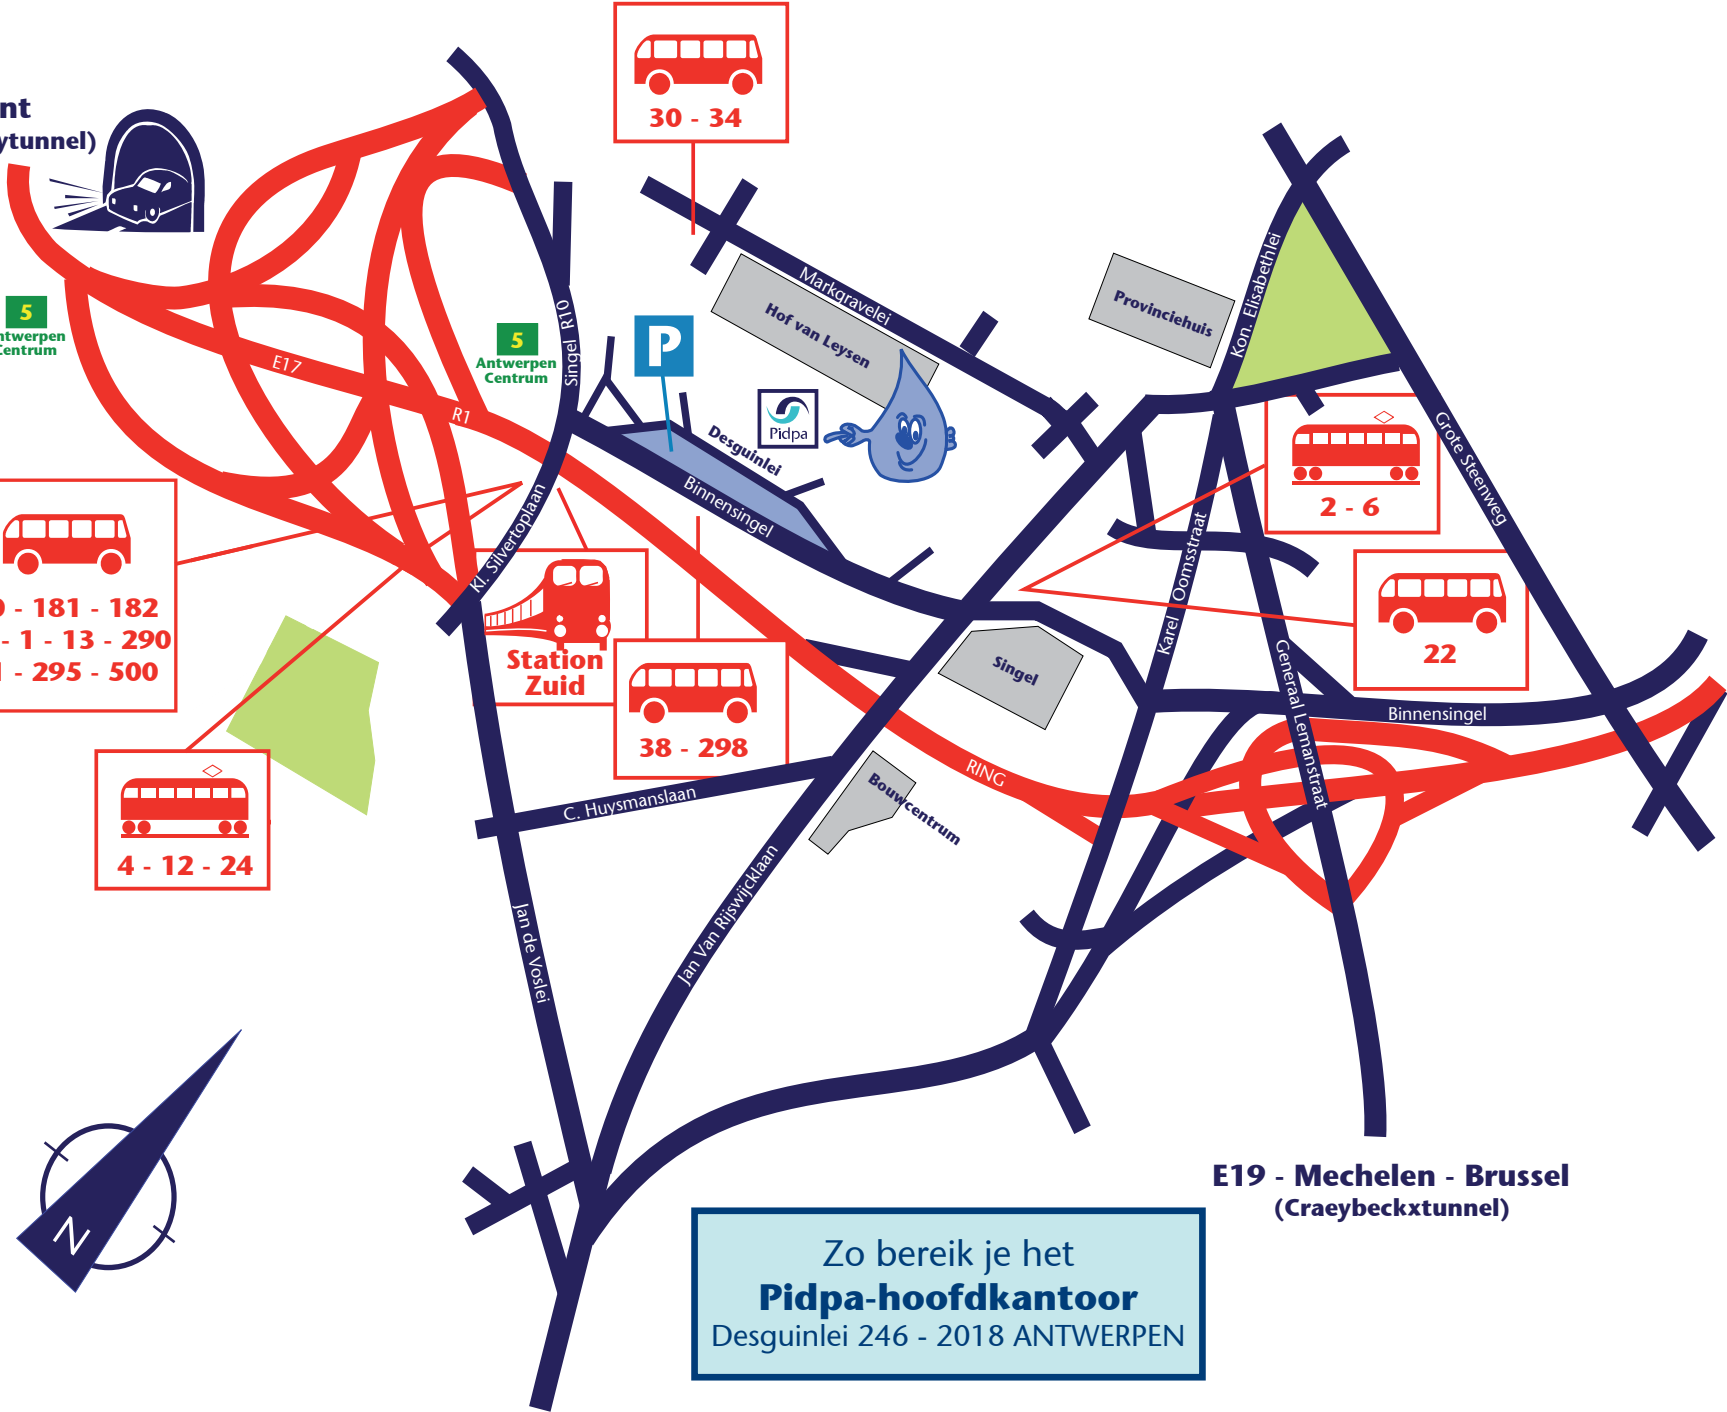 30 - 34
nt
ytunnel)
5
ntwerpen
Centrum
E17
R1
Singel R10
5
Antwerpen
Centrum
P
Markgravelei
Hof van Leysen
Pidpa
Desguinlei
Binnensingel
Provinciehuis
Kon. Elisabethlei
Grote Steenweg
2 - 6
22
Karel Oomsstraat
Generaal Lemanstraat
Binnensingel
Kl. Silvertoplaan
- 181 - 182
- 1 - 13 - 290
- 295 - 500
4 - 12 - 24
Station
Zuid
38 - 298
Singel
RING
Bouwcentrum
C. Huysmanslaan
Jan Van Rijswijcklaan
Jan de Voslei
N
E19 - Mechelen - Brussel
(Craeybeckxtunnel)
Zo bereik je het
Pidpa-hoofdkantoor
Desguinlei 246 - 2018 ANTWERPEN